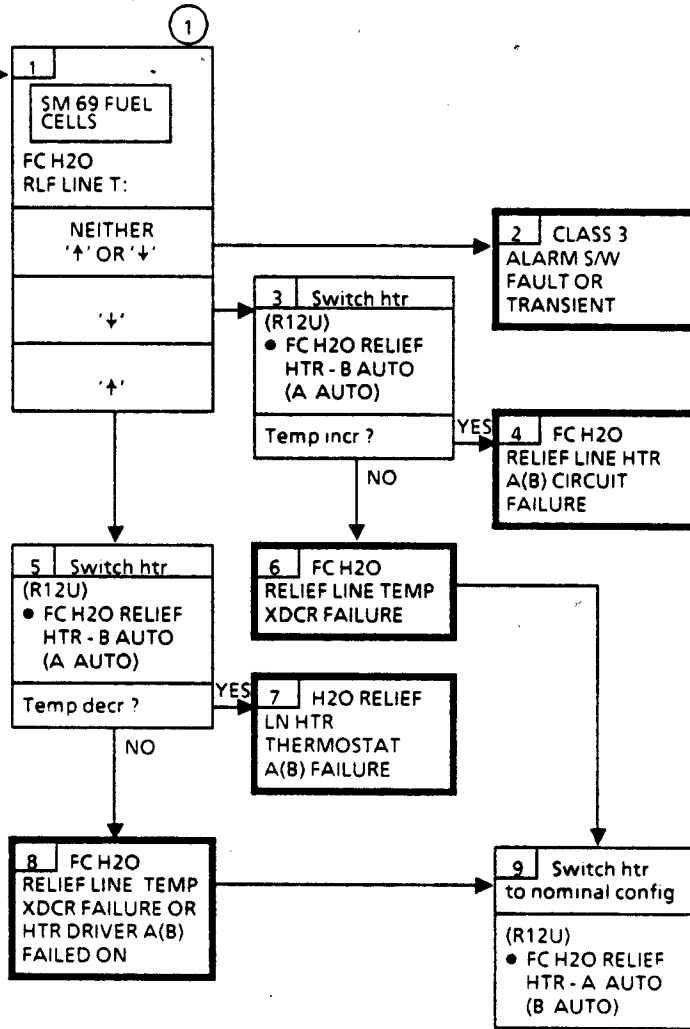 1
1
SM 69 FUEL
CELLS
FC H2O
RLF LINE T:
NEITHER
'↑' OR '↓'
'↓'
'↑'
2 CLASS 3
ALARM S/W
FAULT OR
TRANSIENT
3 Switch htr
(R12U)
● FC H2O RELIEF
HTR - B AUTO
(A AUTO)
Temp incr ?
YES
NO
4 FC H2O
RELIEF LINE HTR
A(B) CIRCUIT
FAILURE
5 Switch htr
(R12U)
● FC H2O RELIEF
HTR - B AUTO
(A AUTO)
Temp decr ?
YES
NO
6 FC H2O
RELIEF LINE TEMP
XDCR FAILURE
7 H2O RELIEF
LN HTR
THERMOSTAT
A(B) FAILURE
8 FC H2O
RELIEF LINE TEMP
XDCR FAILURE OR
HTR DRIVER A(B)
FAILED ON
9 Switch htr
to nominal config
(R12U)
● FC H2O RELIEF
HTR - A AUTO
(B AUTO)